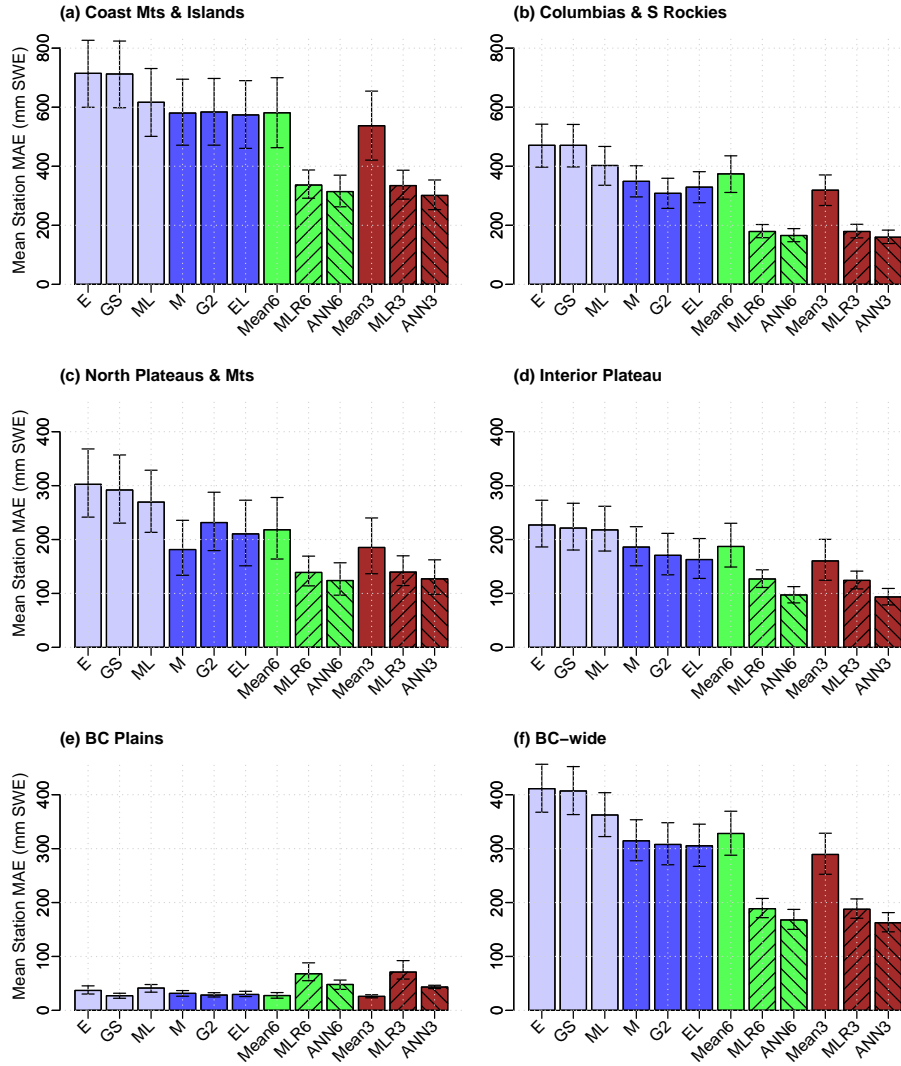 (a) Coast Mts & Islands
Mean Station MAE (mm SWE)
0 200 400 600 800
E GS ML M G2 EL Mean6 MLR6 ANN6 Mean3 MLR3 ANN3
(b) Columbias & S Rockies
0 200 400 600 800
E GS ML M G2 EL Mean6 MLR6 ANN6 Mean3 MLR3 ANN3
(c) North Plateaus & Mts
Mean Station MAE (mm SWE)
0 100 200 300 400
E GS ML M G2 EL Mean6 MLR6 ANN6 Mean3 MLR3 ANN3
(d) Interior Plateau
0 100 200 300 400
E GS ML M G2 EL Mean6 MLR6 ANN6 Mean3 MLR3 ANN3
(e) BC Plains
Mean Station MAE (mm SWE)
0 100 200 300 400
E GS ML M G2 EL Mean6 MLR6 ANN6 Mean3 MLR3 ANN3
(f) BC−wide
0 100 200 300 400
E GS ML M G2 EL Mean6 MLR6 ANN6 Mean3 MLR3 ANN3